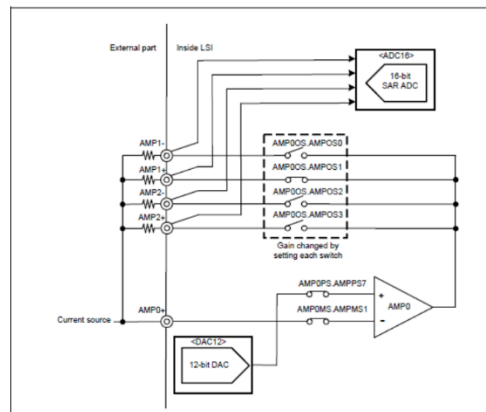 External part
Inside LSI
<ADC16>
16-bit
SAR ADC
AMP1-
AMP0OS.AMPOS0
AMP1+
AMP0OS.AMPOS1
AMP2-
AMP0OS.AMPOS2
AMP2+
AMP0OS.AMPOS3
Gain changed by
setting each switch
AMP0PS.AMPPS7
+
AMP0
AMP0+
AMP0MS.AMPMS1
-
Current source
<DAC12>
12-bit DAC